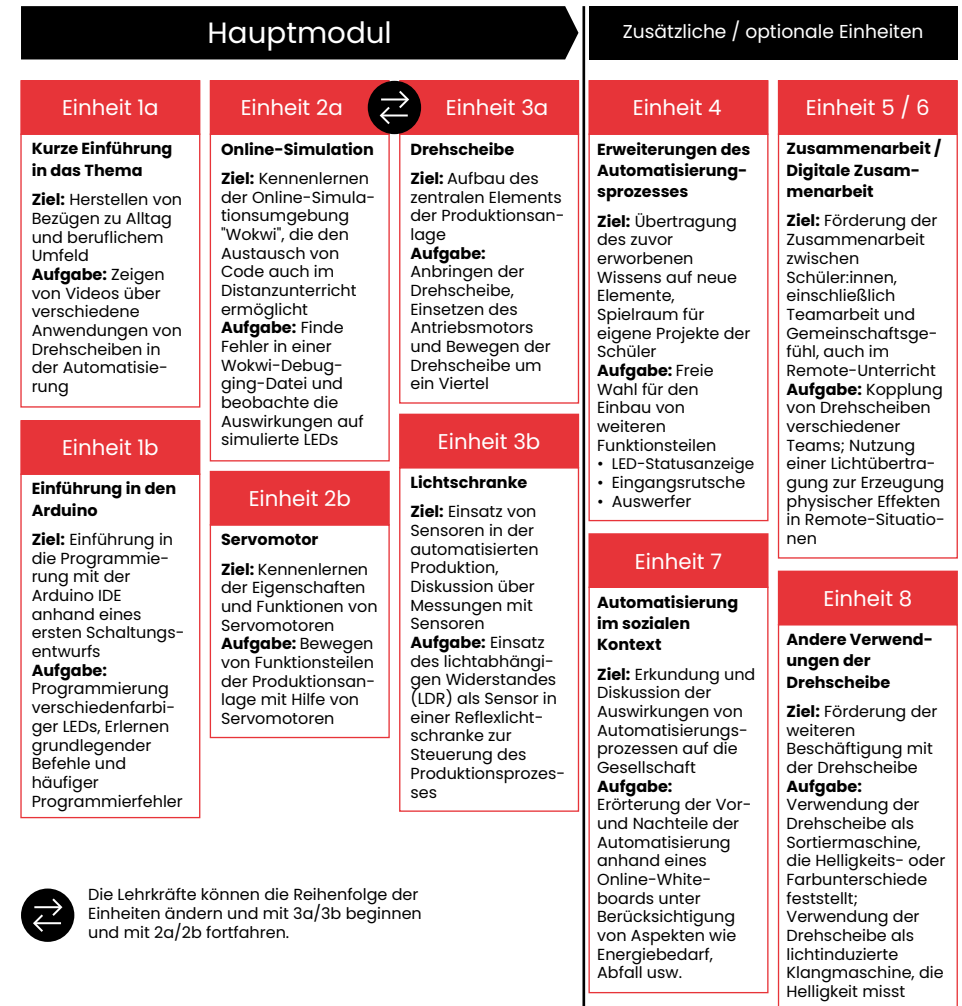 Hauptmodul
Zusätzliche / optionale Einheiten
Einheit 1a
Kurze Einführung
in das Thema
Ziel: Herstellen von
Bezügen zu Alltag
und beruflichem
Umfeld
Aufgabe: Zeigen
von Videos über
verschiedene
Anwendungen von
Drehscheiben in
der Automatisie-
rung
Einheit 1b
Einführung in den
Arduino
Ziel: Einführung in
die Programmie-
rung mit der
Arduino IDE
anhand eines
ersten Schaltungs-
entwurfs
Aufgabe:
Programmierung
verschiedenfarbi-
ger LEDs, Erlernen
grundlegender
Befehle und
häufiger
Programmierfehler
Einheit 2a
Online-Simulation
Ziel: Kennenlernen
der Online-Simula-
tionsumgebung
"Wokwi", die den
Austausch von
Code auch im
Distanzunterricht
ermöglicht
Aufgabe: Finde
Fehler in einer
Wokwi-Debug-
ging-Datei und
beobachte die
Auswirkungen auf
simulierte LEDs
Einheit 2b
Servomotor
Ziel: Kennenlernen
der Eigenschaften
und Funktionen von
Servomotoren
Aufgabe: Bewegen
von Funktionsteilen
der Produktionsan-
lage mit Hilfe von
Servomotoren
Einheit 3a
Drehscheibe
Ziel: Aufbau des
zentralen Elements
der Produktionsan-
lage
Aufgabe:
Anbringen der
Drehscheibe,
Einsetzen des
Antriebsmotors
und Bewegen der
Drehscheibe um
ein Viertel
Einheit 3b
Lichtschranke
Ziel: Einsatz von
Sensoren in der
automatisierten
Produktion,
Diskussion über
Messungen mit
Sensoren
Aufgabe: Einsatz
des lichtabhängi-
gen Widerstandes
(LDR) als Sensor in
einer Reflexlicht-
schranke zur
Steuerung des
Produktionsprozes-
ses
Einheit 4
Erweiterungen des
Automatisierung-
sprozesses
Ziel: Übertragung
des zuvor
erworbenen
Wissens auf neue
Elemente,
Spielraum für
eigene Projekte der
Schüler
Aufgabe: Freie
Wahl für den
Einbau von
weiteren
Funktionsteilen
• LED-Statusanzeige
• Eingangsrutsche
• Auswerfer
Einheit 7
Automatisierung
im sozialen
Kontext
Ziel: Erkundung und
Diskussion der
Auswirkungen von
Automatisierungs-
prozessen auf die
Gesellschaft
Aufgabe:
Erörterung der Vor-
und Nachteile der
Automatisierung
anhand eines
Online-White-
boards unter
Berücksichtigung
von Aspekten wie
Energiebedarf,
Abfall usw.
Einheit 5 / 6
Zusammenarbeit /
Digitale Zusam-
menarbeit
Ziel: Förderung der
Zusammenarbeit
zwischen
Schüler:innen,
einschließlich
Teamarbeit und
Gemeinschaftsge-
fühl, auch im
Remote-Unterricht
Aufgabe: Kopplung
von Drehscheiben
verschiedener
Teams; Nutzung
einer Lichtübertra-
gung zur Erzeugung
physischer Effekten
in Remote-Situatio-
nen
Einheit 8
Andere Verwend-
ungen der
Drehscheibe
Ziel: Förderung der
weiteren
Beschäftigung mit
der Drehscheibe
Aufgabe:
Verwendung der
Drehscheibe als
Sortiermaschine,
die Helligkeits- oder
Farbunterschiede
feststellt;
Verwendung der
Drehscheibe als
lichtinduzierte
Klangmaschine, die
Helligkeit misst
Die Lehrkräfte können die Reihenfolge der
Einheiten ändern und mit 3a/3b beginnen
und mit 2a/2b fortfahren.